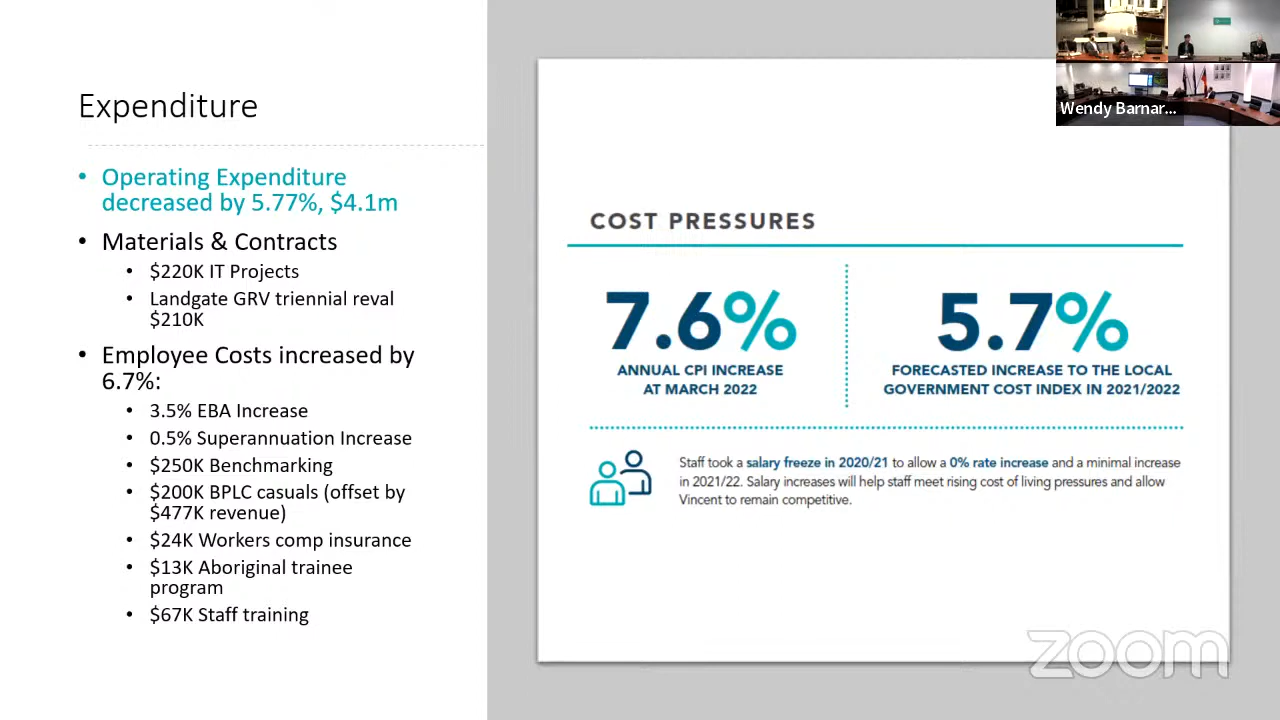 Expenditure
• Operating Expenditure
decreased by 5.77%, $4.1m
• Materials & Contracts
• $220K IT Projects
• Landgate GRV triennial reval
$210K
• Employee Costs increased by
6.7%:
• 3.5% EBA Increase
• 0.5% Superannuation Increase
• $250K Benchmarking
• $200K BPLC casuals (offset by
$477K revenue)
• $24K Workers comp insurance
• $13K Aboriginal trainee
program
• $67K Staff training
COST PRESSURES
7.6%
ANNUAL CPI INCREASE
AT MARCH 2022
5.7%
FORECASTED INCREASE TO THE LOCAL
GOVERNMENT COST INDEX IN 2021/2022
Staff took a salary freeze in 2020/21 to allow a 0% rate increase and a minimal increase
in 2021/22. Salary increases will help staff meet rising cost of living pressures and allow
Vincent to remain competitive.
Wendy Barnar...
zoom